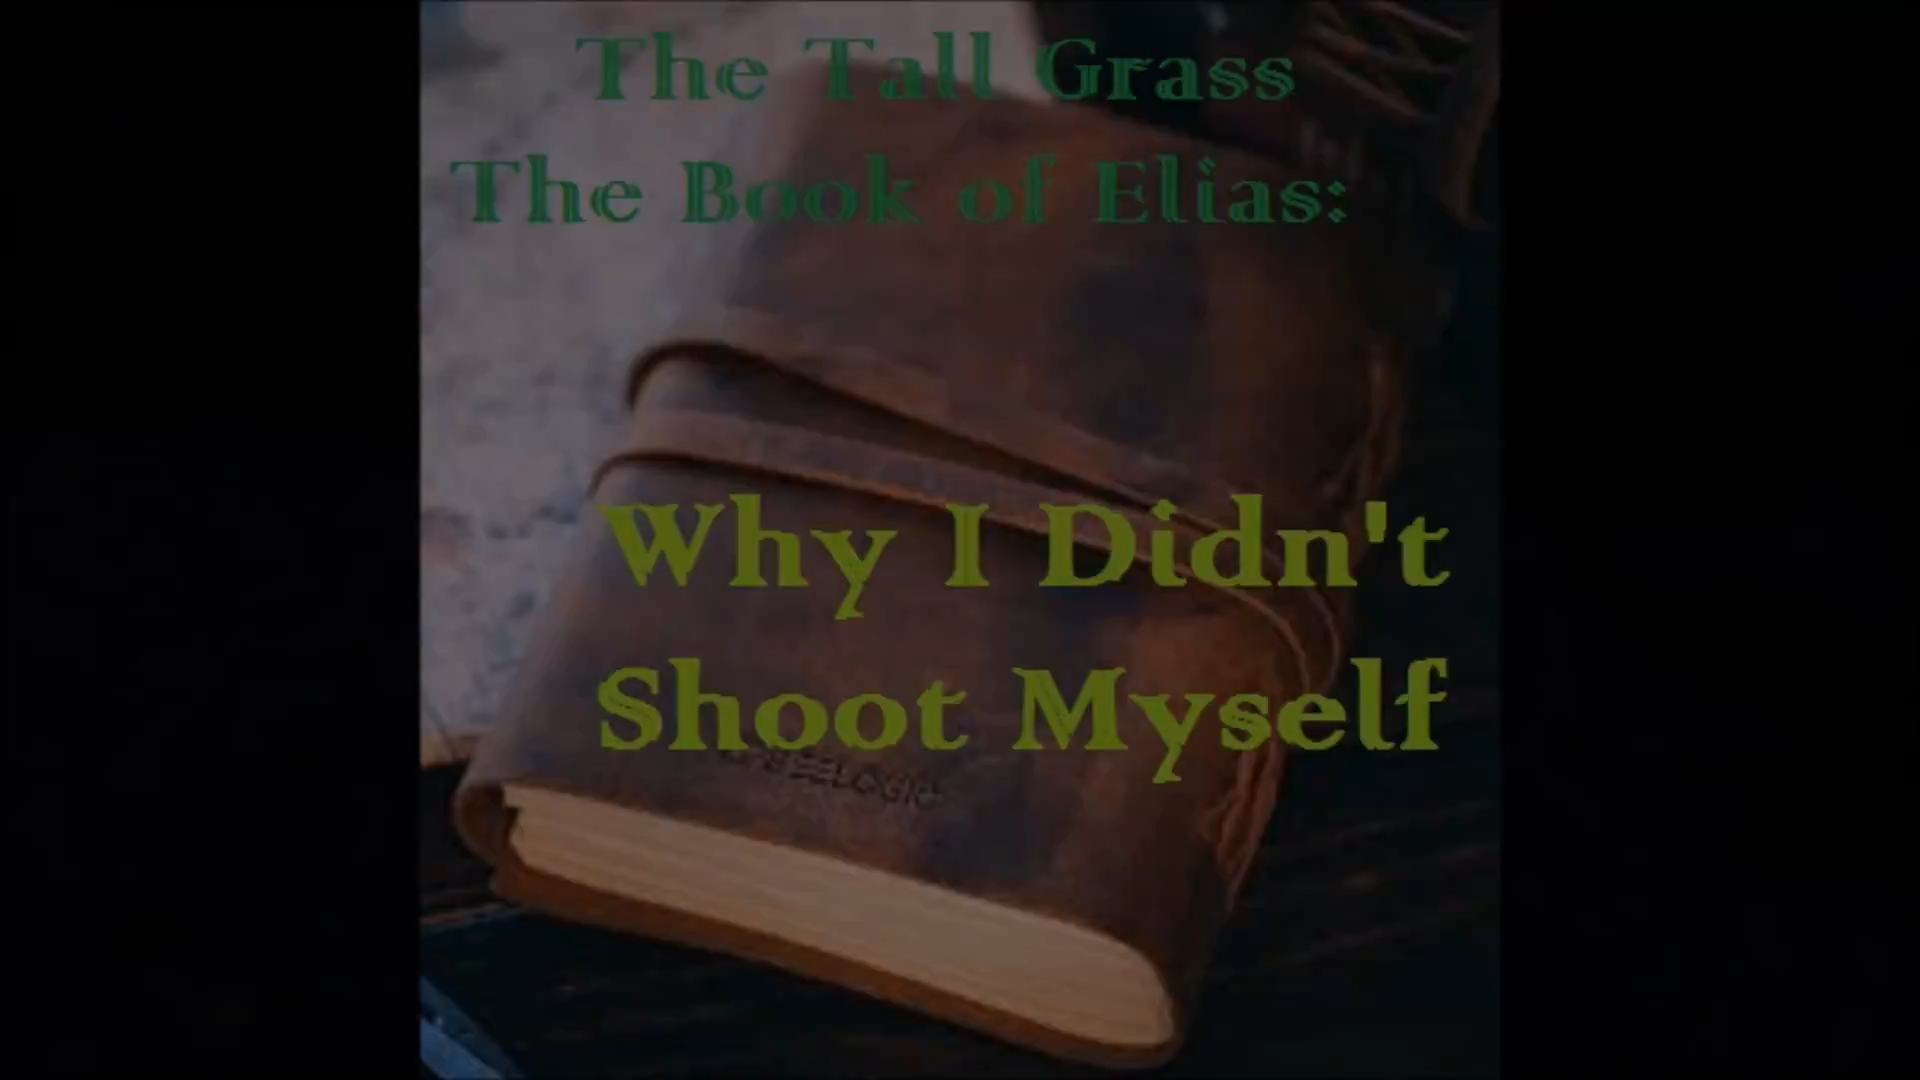 The Tall Grass
The Book of Elias:
Why I Didn't
Shoot Myself